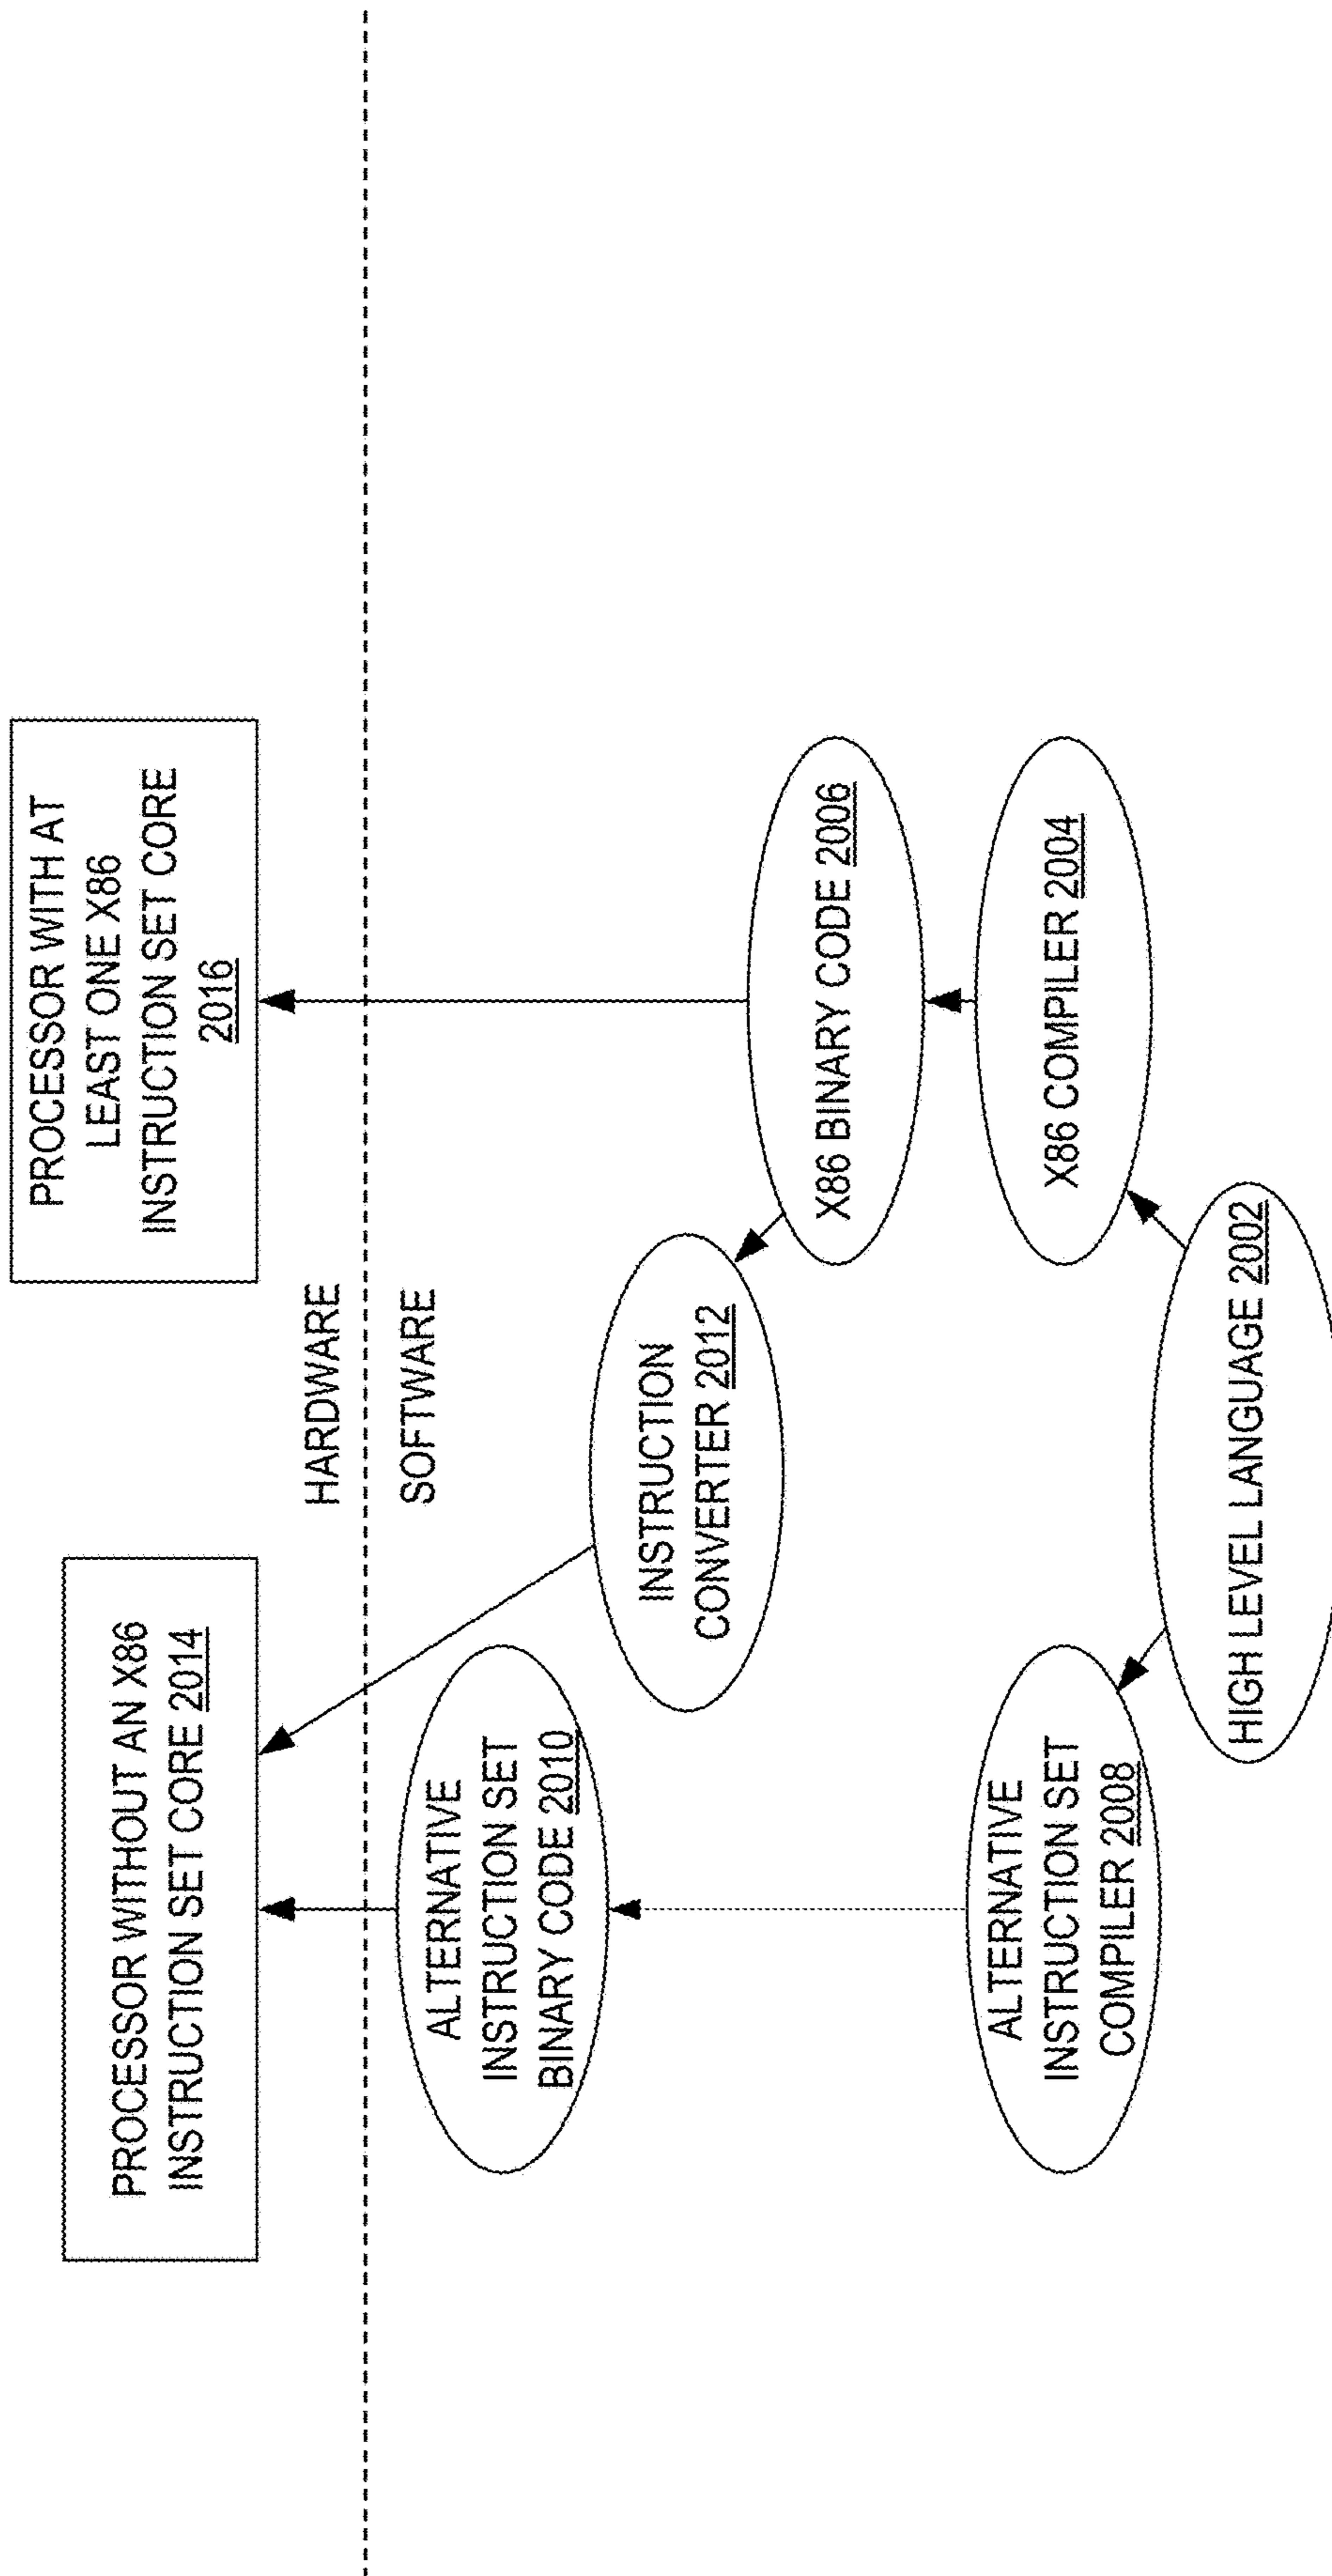 PROCESSOR WITHOUT AN X86
INSTRUCTION SET CORE 2014
PROCESSOR WITH AT
LEAST ONE X86
INSTRUCTION SET CORE
2016
HARDWARE
SOFTWARE
ALTERNATIVE
INSTRUCTION SET
BINARY CODE 2010
INSTRUCTION
CONVERTER 2012
X86 BINARY CODE 2006
ALTERNATIVE
INSTRUCTION SET
COMPILER 2008
X86 COMPILER 2004
HIGH LEVEL LANGUAGE 2002